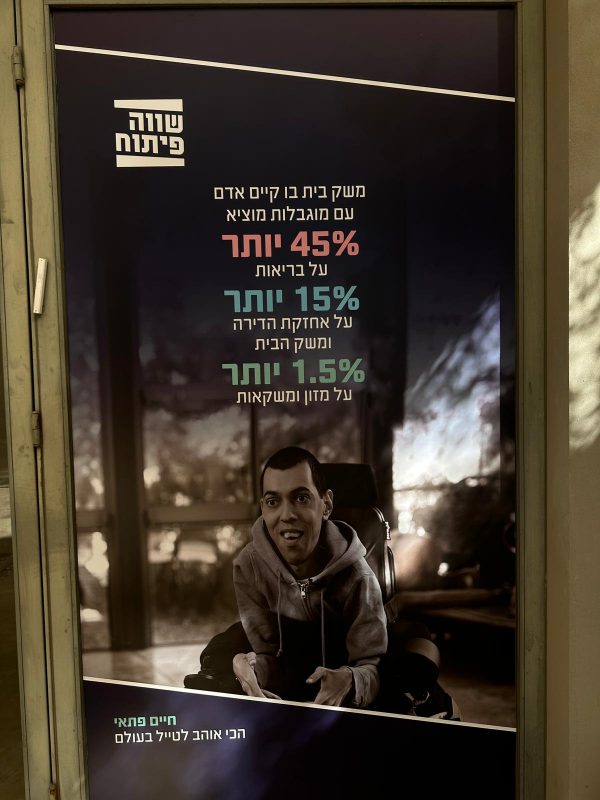 שווה
פיתוח
משק בית בו קיים אדם
עם מוגבלות מוציא
45% יותר
על בריאות
15% יותר
על אחזקת הדירה
ומשק הבית
1.5% יותר
על מזון ומשקאות
חיים פתאי
הכי אוהב לטייל בעולם